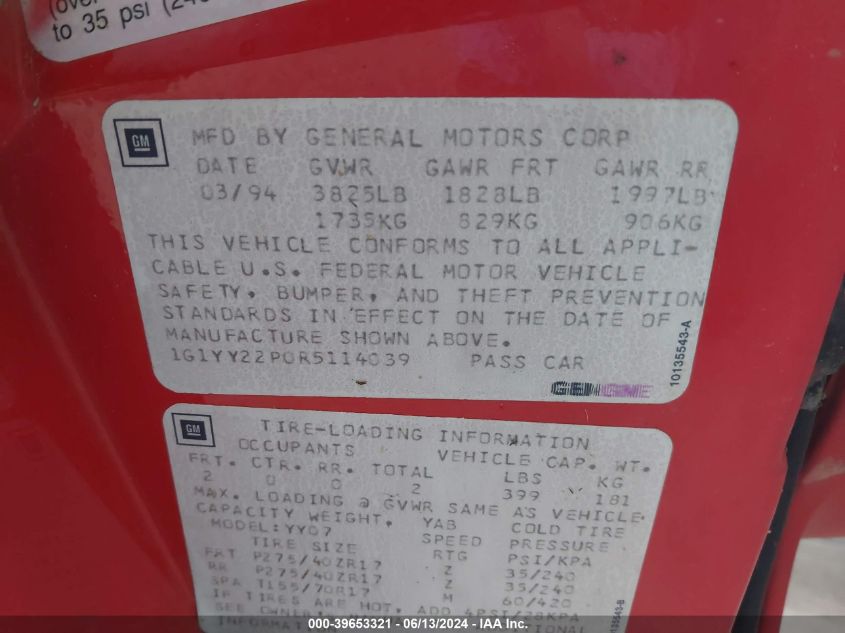 (over
to 35 psi (240
GM
MFD BY GENERAL MOTORS CORP
DATE GVWR GAWR FRT GAWR RR
03/94 3825LB 1828LB 1997LB
1735KG 829KG 906KG
THIS VEHICLE CONFORMS TO ALL APPLI-
CABLE U.S. FEDERAL MOTOR VEHICLE
SAFETY, BUMPER, AND THEFT PREVENTION
STANDARDS IN EFFECT ON THE DATE OF
MANUFACTURE SHOWN ABOVE.
1G1YY22P0R5114039 PASS CAR
10135543-A
GM
TIRE-LOADING INFORMATION
OCCUPANTS VEHICLE CAP. WT.
FRT. CTR. RR. TOTAL LBS KG
2 0 0 2 399 181
MAX. LOADING @ GVWR SAME AS VEHICLE
CAPACITY WEIGHT. YAB COLD TIRE
MODEL:YY07 SPEED PRESSURE
TIRE SIZE RTG PSI/KPA
FRT P275/40ZR17 Z 35/240
RR P275/40ZR17 Z 35/240
SPA T155/70R17 M 60/420
IF TIRES ARE HOT, ADD 4PSI/28KPA
SEE OWNER
INFORMATION
000-39653321 - 06/13/2024 - IAA Inc.